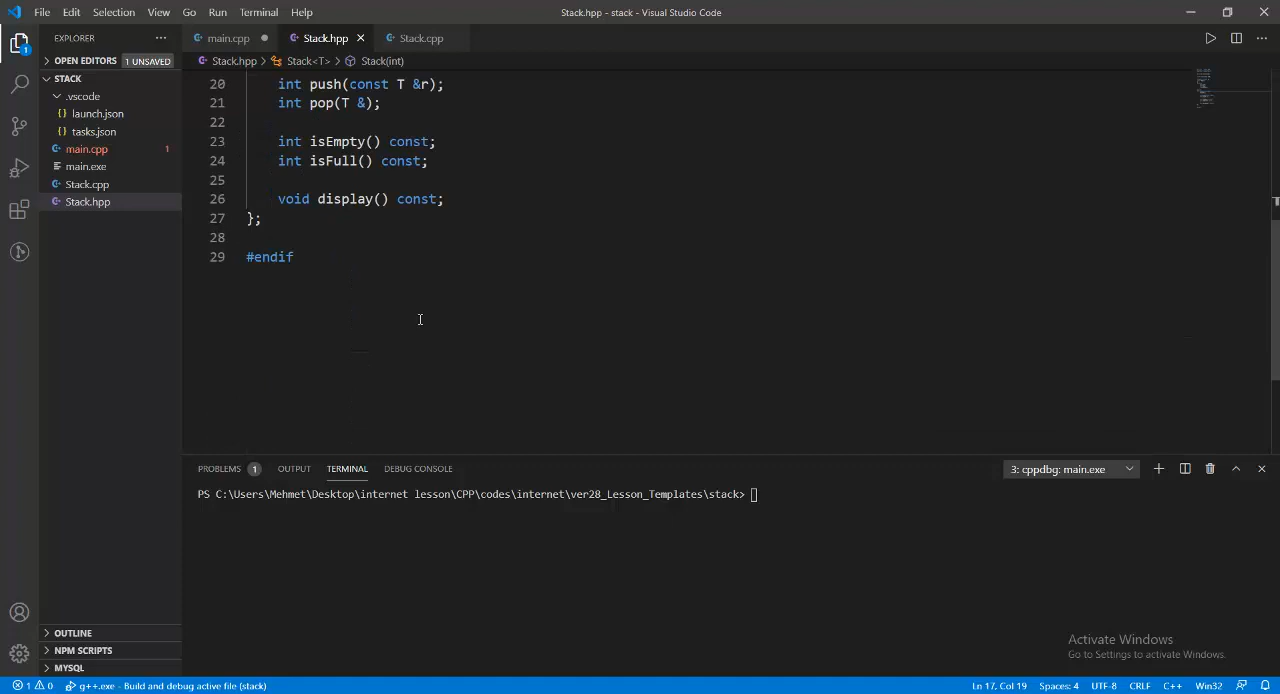 File Edit Selection View Go Run Terminal Help
Stack.hpp - stack - Visual Studio Code
EXPLORER
main.cpp
Stack.hpp
Stack.cpp
OPEN EDITORS 1 UNSAVED
Stack.hpp > Stack<T> > Stack(int)
STACK
.vscode
launch.json
tasks.json
main.cpp 1
main.exe
Stack.cpp
Stack.hpp
20 int push(const T &r);
21 int pop(T &);
22
23 int isEmpty() const;
24 int isFull() const;
25
26 void display() const;
27 };
28
29 #endif
PROBLEMS 1 OUTPUT TERMINAL DEBUG CONSOLE
3: cppdbg: main.exe
PS C:\Users\Mehmet\Desktop\internet lesson\CPP\codes\internet\ver28_Lesson_Templates\stack>
OUTLINE
NPM SCRIPTS
MYSQL
Activate Windows
Go to Settings to activate Windows.
1 0 g++.exe - Build and debug active file (stack)
Ln 17, Col 19 Spaces: 4 UTF-8 CRLF C++ Win32